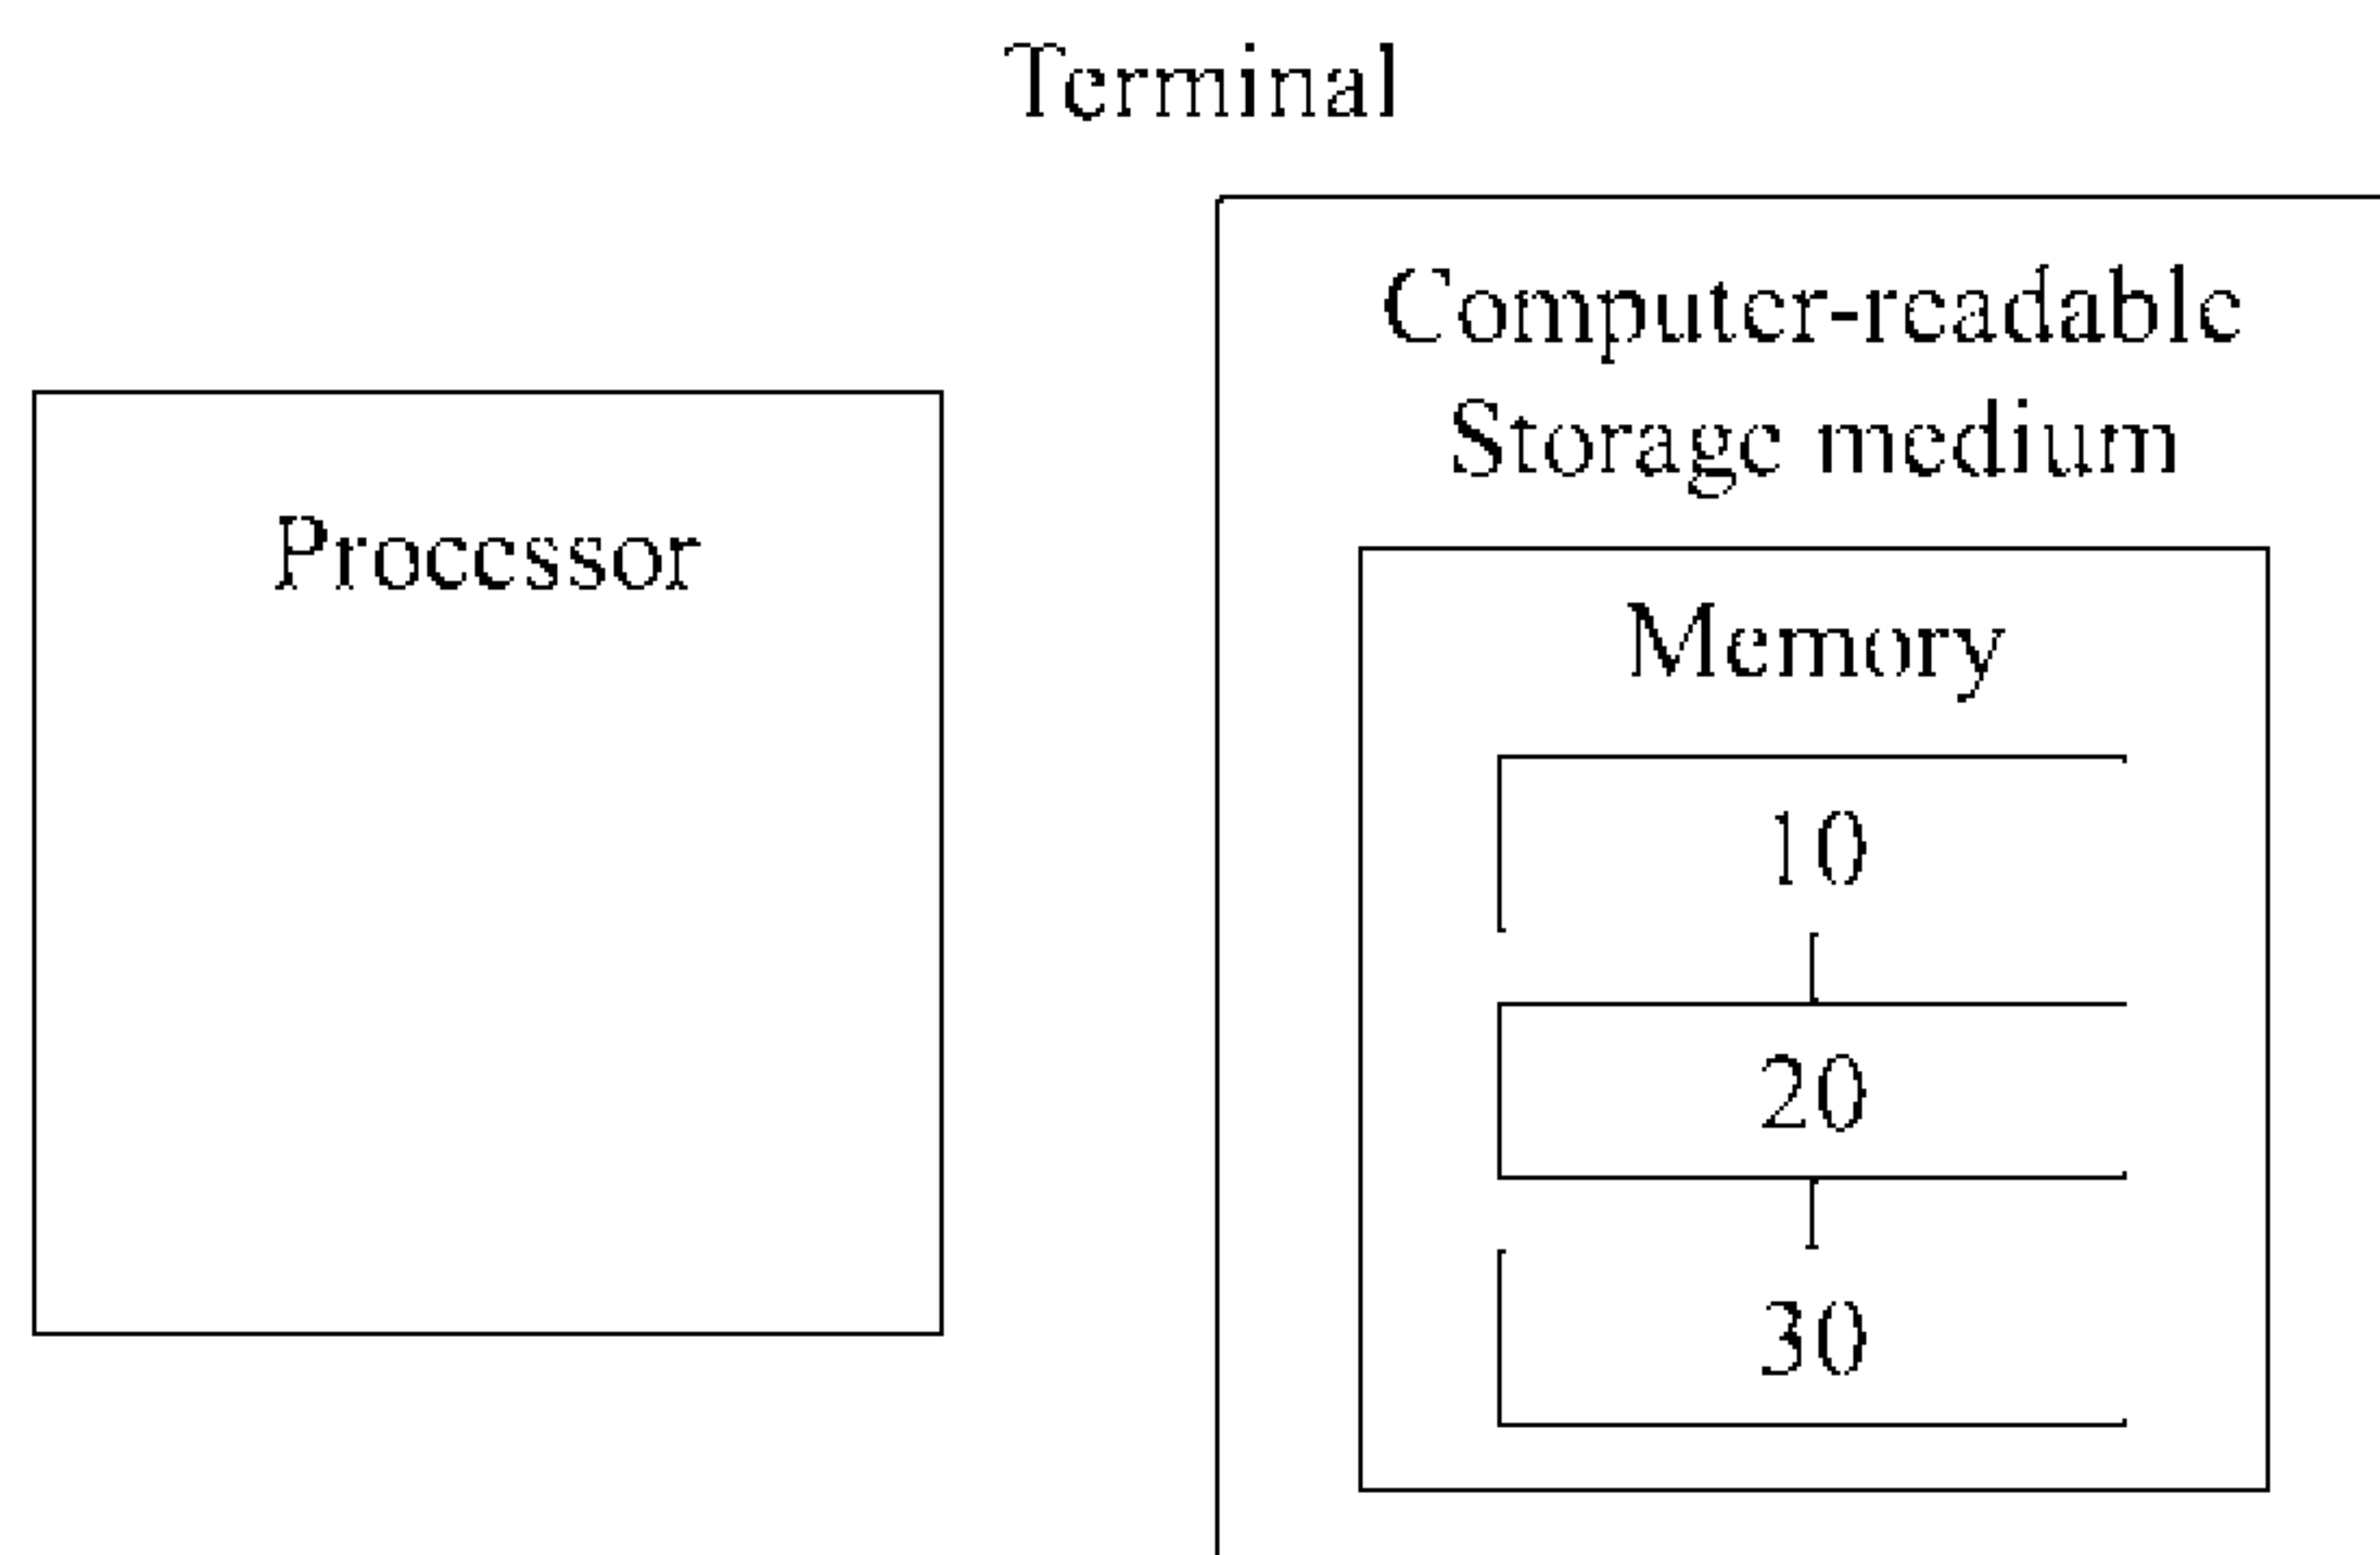 Terminal
Computer-readable
Storage medium
Processor
Memory
10
20
30